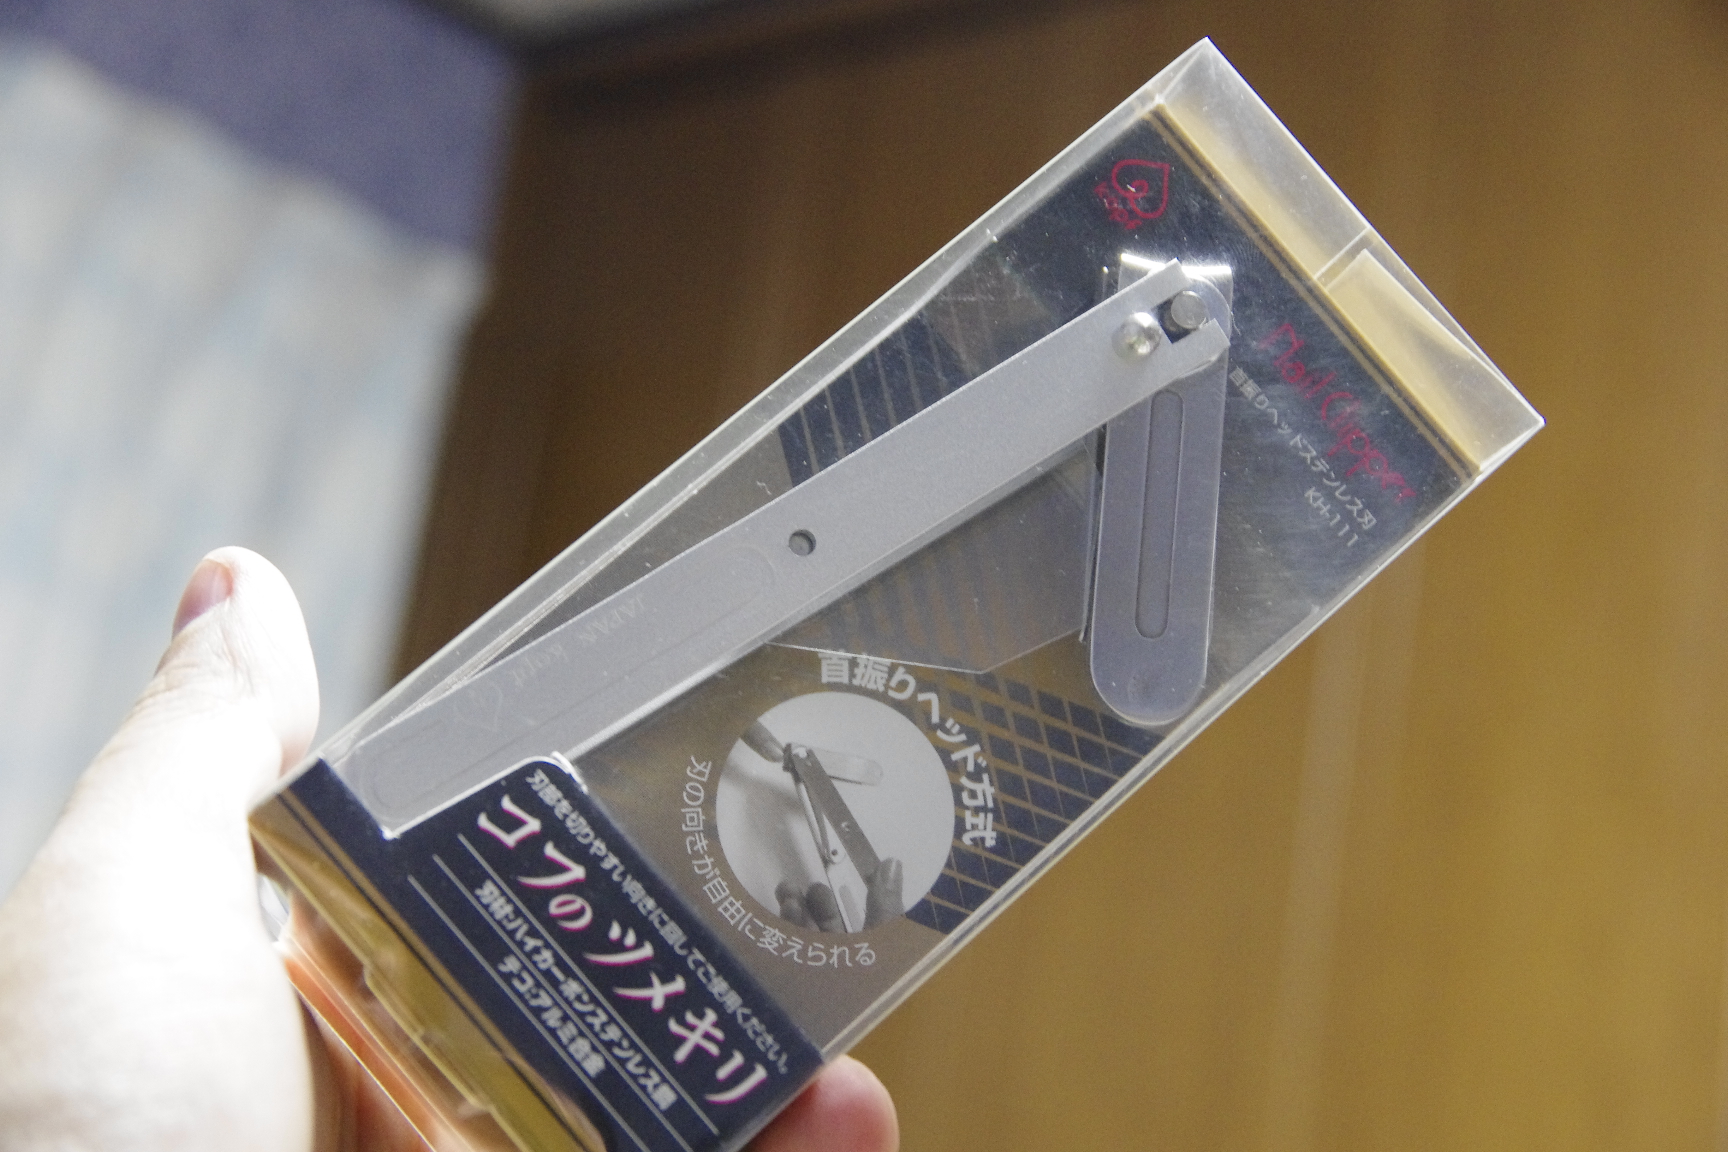 Nail Clipper
首振りヘッドステンレス刃
KH-111
JAPAN
首振りヘッド方式
刃の向きが自由に変えられる
刃部を切りやすい向きに回してご使用ください。
コブのツメキリ
刃材:ハイカーボンステンレス鋼
テコ:アルミ合金